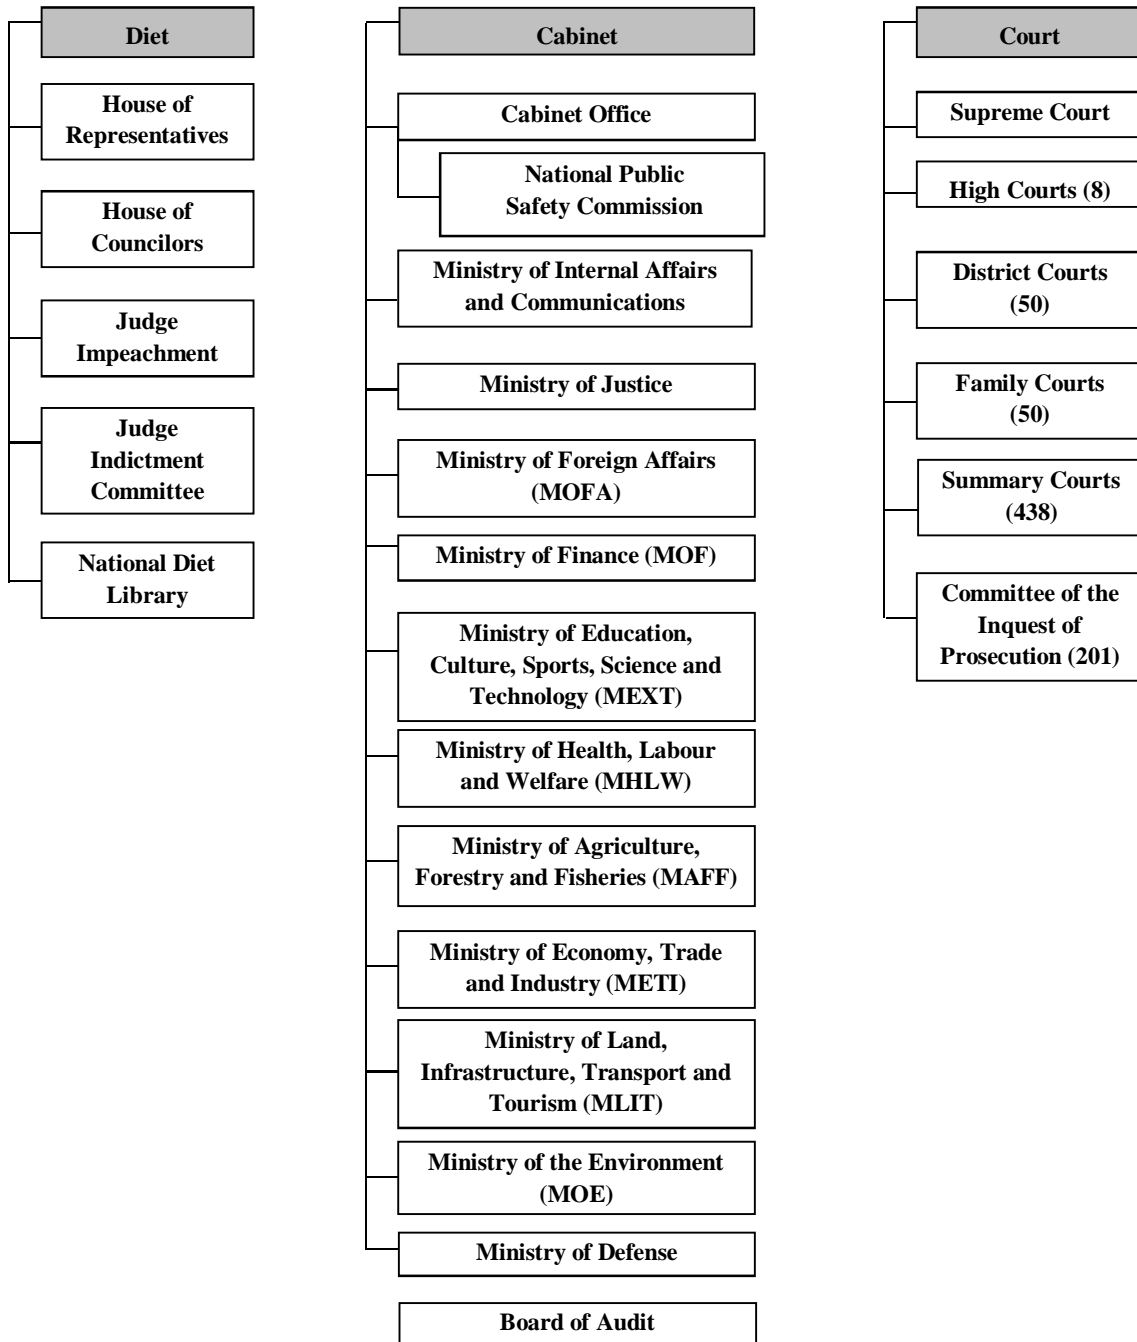 Diet
House of
Representatives
House of
Councilors
Judge
Impeachment
Judge
Indictment
Committee
National Diet
Library
Cabinet
Cabinet Office
National Public
Safety Commission
Ministry of Internal Affairs
and Communications
Ministry of Justice
Ministry of Foreign Affairs
(MOFA)
Ministry of Finance (MOF)
Ministry of Education,
Culture, Sports, Science and
Technology (MEXT)
Ministry of Health, Labour
and Welfare (MHLW)
Ministry of Agriculture,
Forestry and Fisheries (MAFF)
Ministry of Economy, Trade
and Industry (METI)
Ministry of Land,
Infrastructure, Transport and
Tourism (MLIT)
Ministry of the Environment
(MOE)
Ministry of Defense
Board of Audit
Court
Supreme Court
High Courts (8)
District Courts
(50)
Family Courts
(50)
Summary Courts
(438)
Committee of the
Inquest of
Prosecution (201)